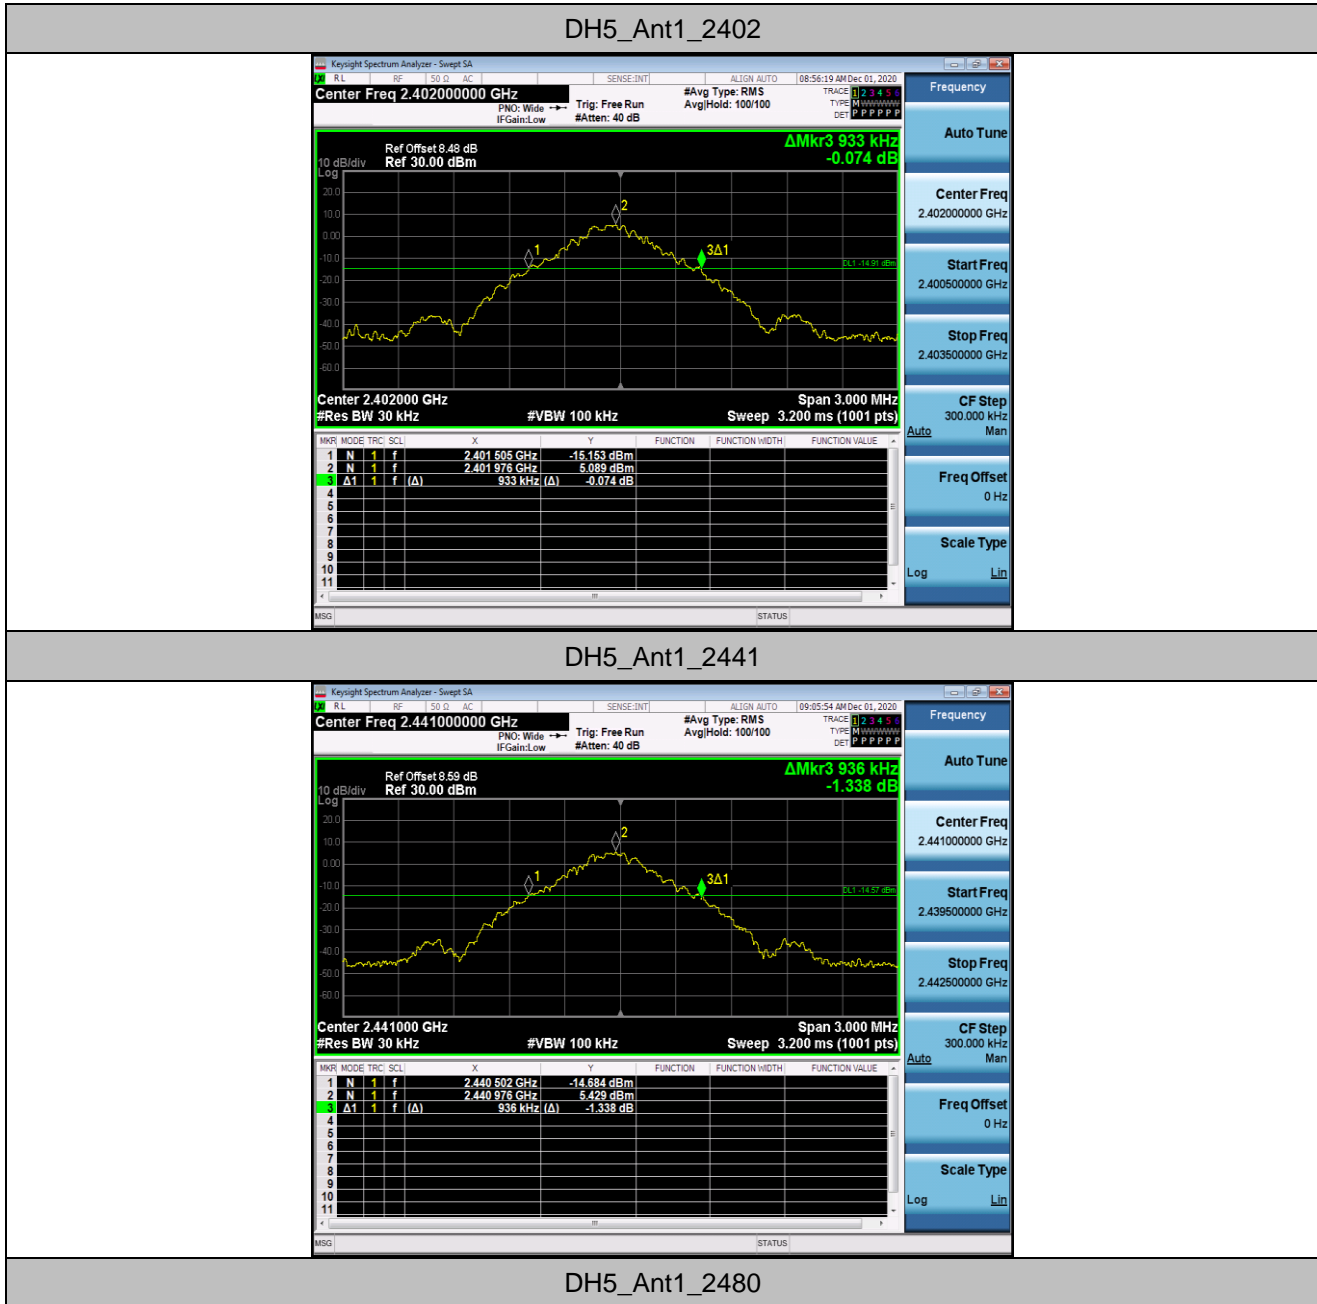 DH5_Ant1_2402
Keysight Spectrum Analyzer - Swept SA
RL RF 50 Ω AC SENSE:INT ALIGN AUTO 08:56:19 AM Dec 01, 2020
Center Freq 2.402000000 GHz
PNO: Wide
IFGain:Low
Trig: Free Run
#Atten: 40 dB
#Avg Type: RMS
Avg|Hold: 100/100
TRACE 1 2 3 4 5 6
TYPE M W W W W W
DET P P P P P P
Ref Offset 8.48 dB
10 dB/div Ref 30.00 dBm
Log
ΔMkr3 933 kHz
-0.074 dB
20.0
10.0
0.00
-10.0
-20.0
-30.0
-40.0
-50.0
-60.0
1
2
3Δ1
DL1 -14.91 dBm
Center 2.402000 GHz Span 3.000 MHz
#Res BW 30 kHz #VBW 100 kHz Sweep 3.200 ms (1001 pts)
MKR MODE TRC SCL X Y FUNCTION FUNCTION WIDTH FUNCTION VALUE
1 N 1 f 2.401 505 GHz -15.153 dBm
2 N 1 f 2.401 976 GHz 5.089 dBm
3 Δ1 1 f (Δ) 933 kHz (Δ) -0.074 dB
4
5
6
7
8
9
10
11
MSG STATUS
Frequency
Auto Tune
Center Freq
2.402000000 GHz
Start Freq
2.400500000 GHz
Stop Freq
2.403500000 GHz
CF Step
300.000 kHz
Auto Man
Freq Offset
0 Hz
Scale Type
Log Lin
DH5_Ant1_2441
Keysight Spectrum Analyzer - Swept SA
RL RF 50 Ω AC SENSE:INT ALIGN AUTO 09:05:54 AM Dec 01, 2020
Center Freq 2.441000000 GHz
PNO: Wide
IFGain:Low
Trig: Free Run
#Atten: 40 dB
#Avg Type: RMS
Avg|Hold: 100/100
TRACE 1 2 3 4 5 6
TYPE M W W W W W
DET P P P P P P
Ref Offset 8.59 dB
10 dB/div Ref 30.00 dBm
Log
ΔMkr3 936 kHz
-1.338 dB
20.0
10.0
0.00
-10.0
-20.0
-30.0
-40.0
-50.0
-60.0
1
2
3Δ1
DL1 -14.57 dBm
Center 2.441000 GHz Span 3.000 MHz
#Res BW 30 kHz #VBW 100 kHz Sweep 3.200 ms (1001 pts)
MKR MODE TRC SCL X Y FUNCTION FUNCTION WIDTH FUNCTION VALUE
1 N 1 f 2.440 502 GHz -14.684 dBm
2 N 1 f 2.440 976 GHz 5.429 dBm
3 Δ1 1 f (Δ) 936 kHz (Δ) -1.338 dB
4
5
6
7
8
9
10
11
MSG STATUS
Frequency
Auto Tune
Center Freq
2.441000000 GHz
Start Freq
2.439500000 GHz
Stop Freq
2.442500000 GHz
CF Step
300.000 kHz
Auto Man
Freq Offset
0 Hz
Scale Type
Log Lin
DH5_Ant1_2480